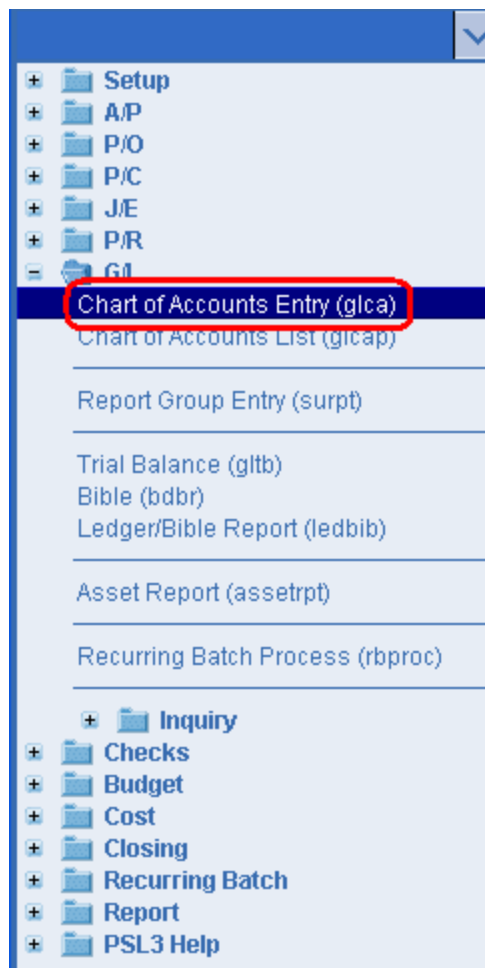 Setup
A/P
P/O
P/C
J/E
P/R
G/L
Chart of Accounts Entry (glca)
Chart of Accounts List (glcap)
Report Group Entry (surpt)
Trial Balance (gltb)
Bible (bdbr)
Ledger/Bible Report (ledbib)
Asset Report (assetrpt)
Recurring Batch Process (rbproc)
Inquiry
Checks
Budget
Cost
Closing
Recurring Batch
Report
PSL3 Help